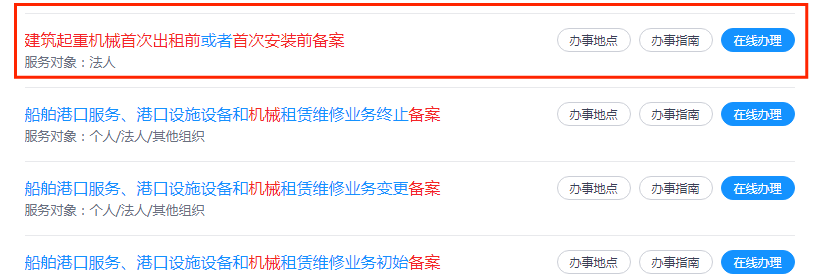 建筑起重机械首次出租前或者首次安装前备案 办事地点 办事指南 在线办理
服务对象：法人
船舶港口服务、港口设施设备和机械租赁维修业务终止备案 办事地点 办事指南 在线办理
服务对象：个人/法人/其他组织
船舶港口服务、港口设施设备和机械租赁维修业务变更备案 办事地点 办事指南 在线办理
服务对象：个人/法人/其他组织
船舶港口服务、港口设施设备和机械租赁维修业务初始备案 办事地点 办事指南 在线办理